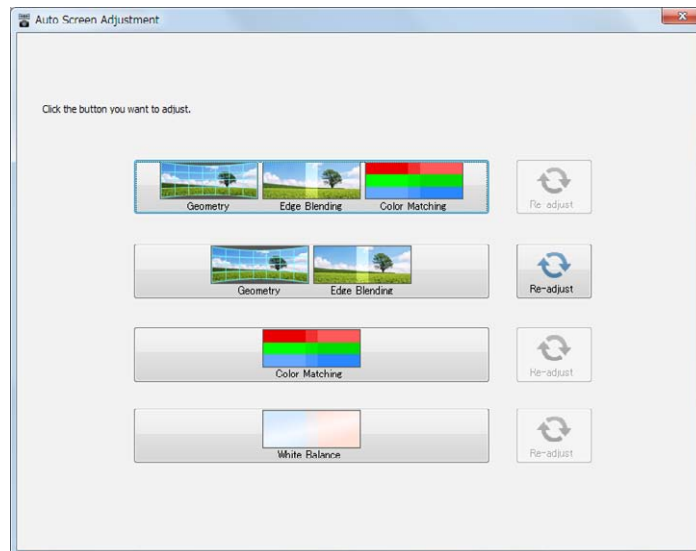 Auto Screen Adjustment
Click the button you want to adjust.
Geometry Edge Blending Color Matching
Re-adjust
Geometry Edge Blending
Re-adjust
Color Matching
Re-adjust
White Balance
Re-adjust